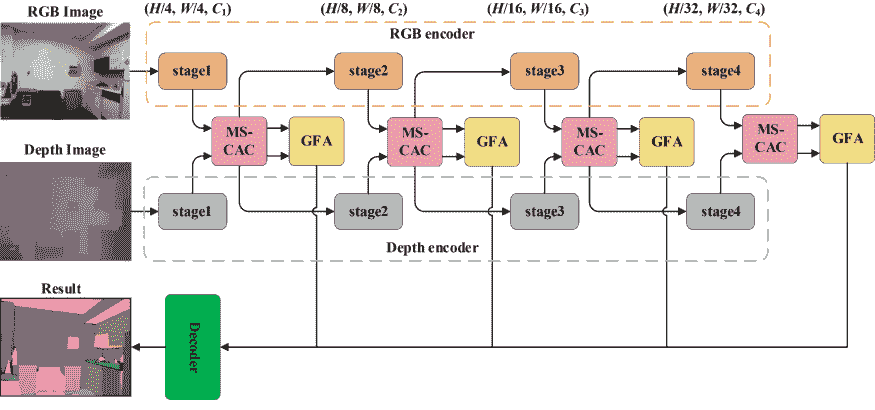 RGB Image
(H/4, W/4, C₁)
(H/8, W/8, C₂)
(H/16, W/16, C₃)
(H/32, W/32, C₄)
RGB encoder
stage1
stage2
stage3
stage4
MS-
CAC
GFA
MS-
CAC
GFA
MS-
CAC
GFA
MS-
CAC
GFA
Depth Image
stage1
stage2
stage3
stage4
Depth encoder
Result
Decoder